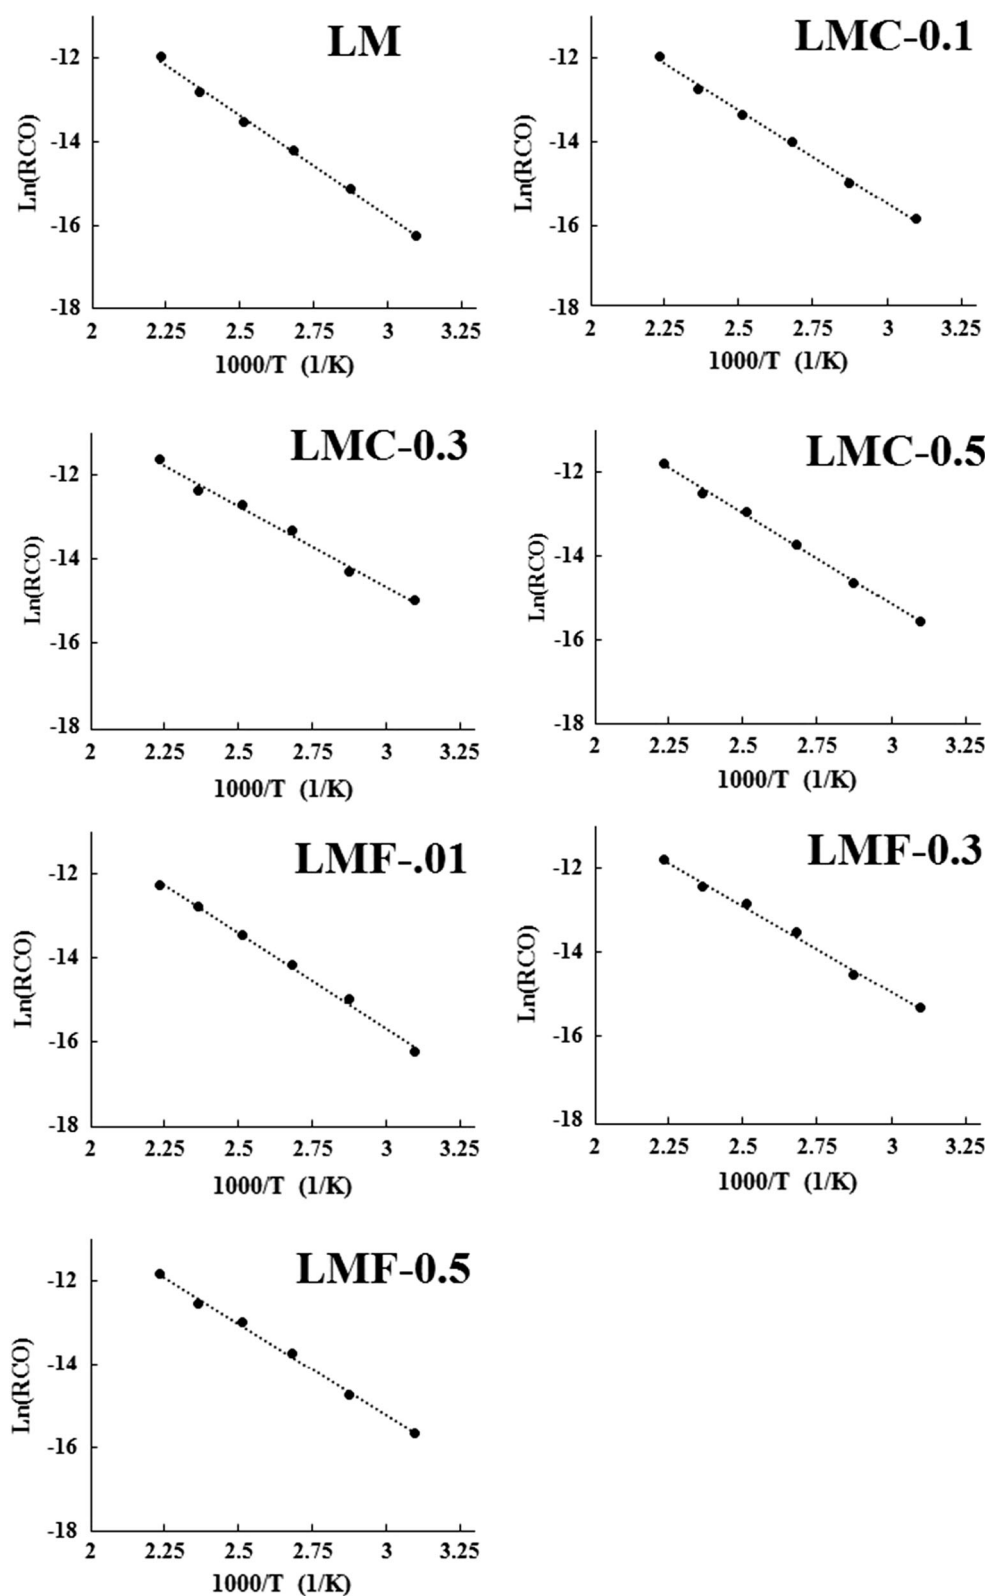 LM
-12
-14
-16
-18
Ln(RCO)
2 2.25 2.5 2.75 3 3.25
1000/T (1/K)
LMC-0.1
-12
-14
-16
-18
Ln(RCO)
2 2.25 2.5 2.75 3 3.25
1000/T (1/K)
LMC-0.3
-12
-14
-16
-18
Ln(RCO)
2 2.25 2.5 2.75 3 3.25
1000/T (1/K)
LMC-0.5
-12
-14
-16
-18
Ln(RCO)
2 2.25 2.5 2.75 3 3.25
1000/T (1/K)
LMF-.01
-12
-14
-16
-18
Ln(RCO)
2 2.25 2.5 2.75 3 3.25
1000/T (1/K)
LMF-0.3
-12
-14
-16
-18
Ln(RCO)
2 2.25 2.5 2.75 3 3.25
1000/T (1/K)
LMF-0.5
-12
-14
-16
-18
Ln(RCO)
2 2.25 2.5 2.75 3 3.25
1000/T (1/K)